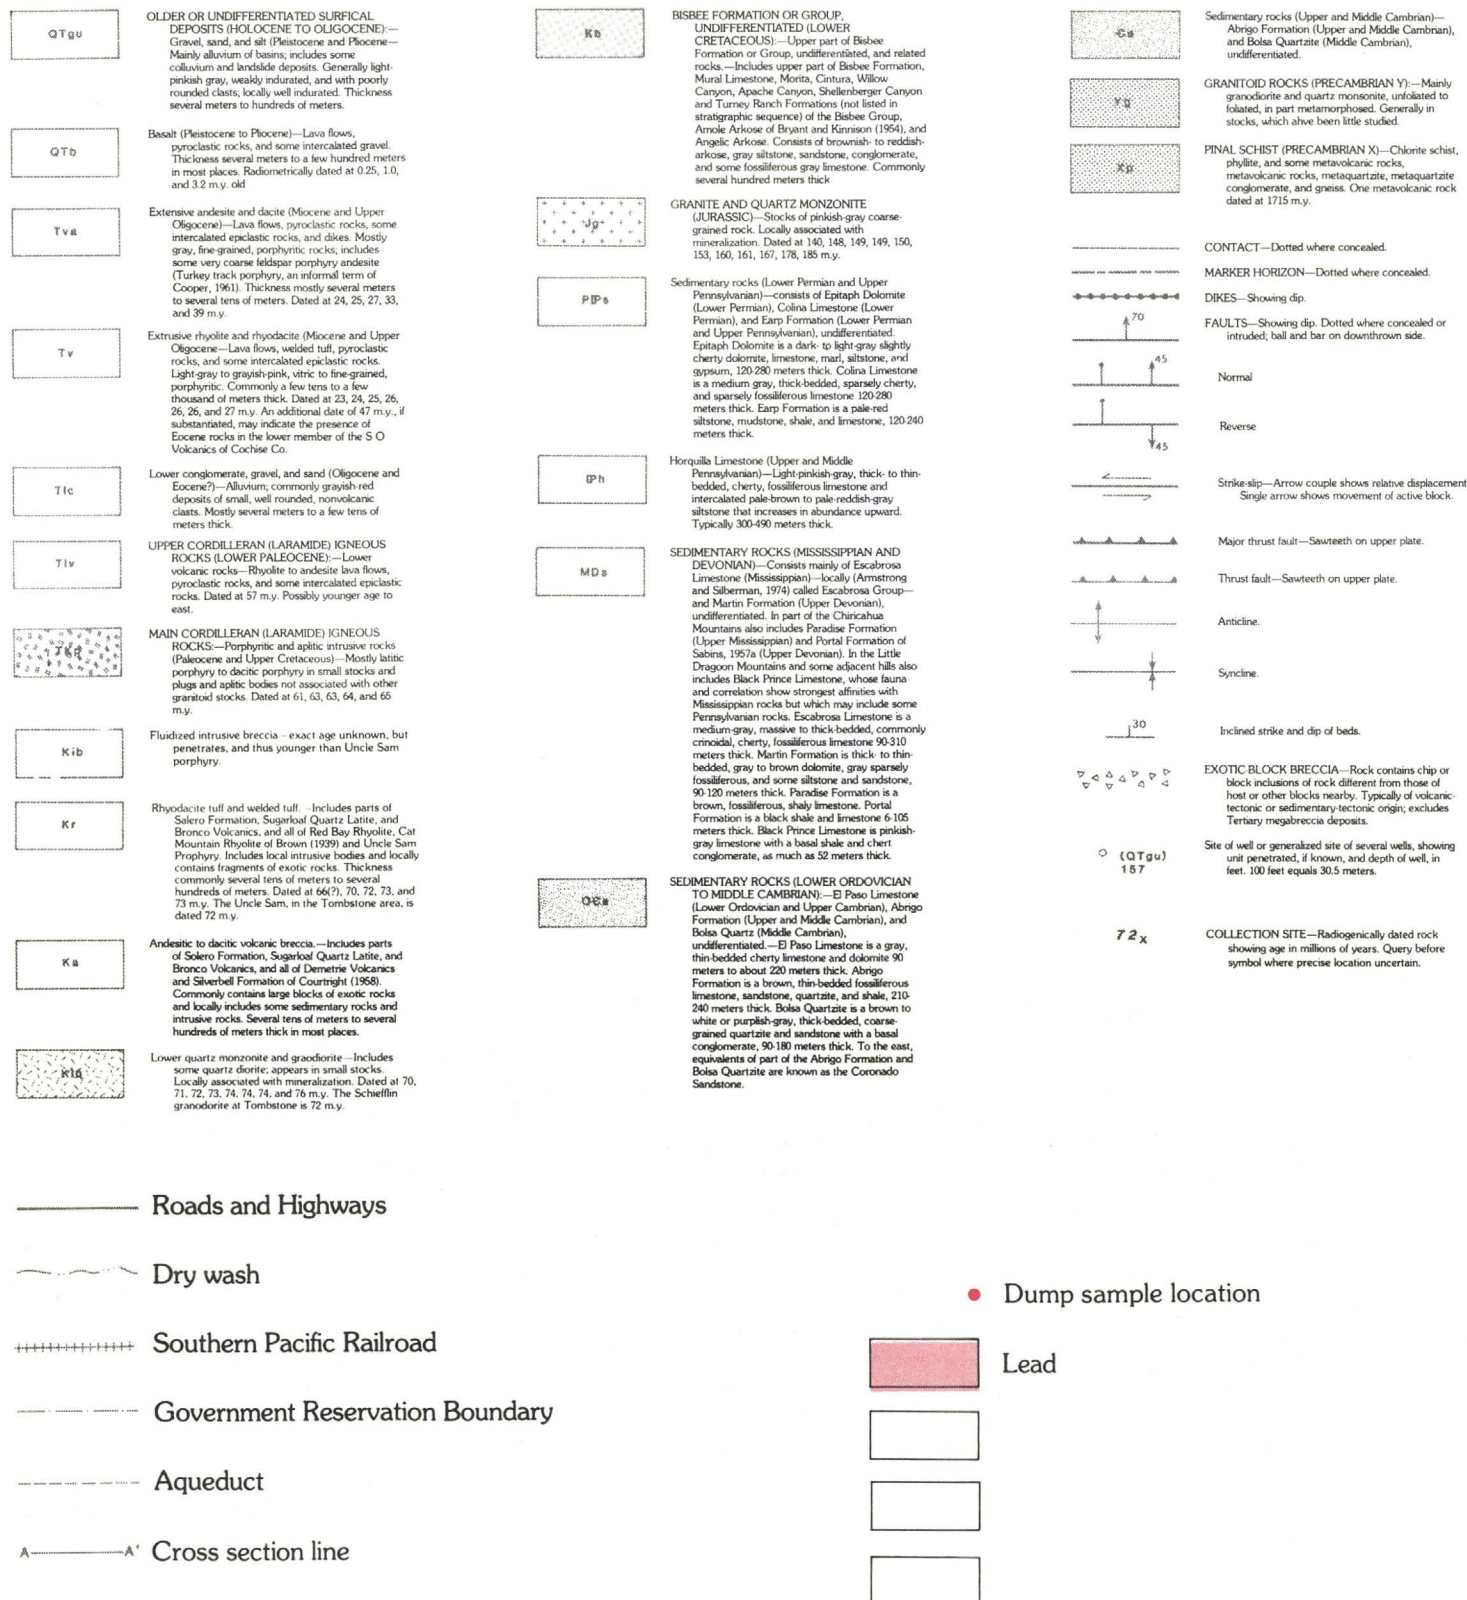 QTgu
OLDER OR UNDIFFERENTIATED SURFICAL
DEPOSITS (HOLOCENE TO OLIGOCENE):—
Gravel, sand, and silt (Pleistocene and Pliocene—
Mainly alluvium of basins; includes some
colluvium and landslide deposits. Generally light-
pinkish gray, weakly indurated, and with poorly
rounded clasts; locally well indurated. Thickness
several meters to hundreds of meters.
QTb
Basalt (Pleistocene to Pliocene)—Lava flows,
pyroclastic rocks, and some intercalated gravel.
Thickness several meters to a few hundred meters
in most places. Radiometrically dated at 0.25, 1.0,
and 3.2 m.y. old
Tva
Extensive andesite and dacite (Miocene and Upper
Oligocene)—Lava flows, pyroclastic rocks, some
intercalated epiclastic rocks, and dikes. Mostly
gray, fine-grained, porphyritic rocks; includes
some very coarse feldspar porphyry andesite
(Turkey track porphyry, an informal term of
Cooper, 1961). Thickness mostly several meters
to several tens of meters. Dated at 24, 25, 27, 33,
and 39 m.y.
Tv
Extrusive rhyolite and rhyodacite (Miocene and Upper
Oligocene—Lava flows, welded tuff, pyroclastic
rocks, and some intercalated epiclastic rocks.
Light-gray to grayish-pink, vitric to fine-grained,
porphyritic. Commonly a few tens to a few
thousand of meters thick. Dated at 23, 24, 25, 26,
26, 26, and 27 m.y. An additional date of 47 m.y., if
substantiated, may indicate the presence of
Eocene rocks in the lower member of the S O
Volcanics of Cochise Co.
Tlc
Lower conglomerate, gravel, and sand (Oligocene and
Eocene?)—Alluvium; commonly grayish-red
deposits of small, well rounded, nonvolcanic
clasts. Mostly several meters to a few tens of
meters thick.
Tlv
UPPER CORDILLERAN (LARAMIDE) IGNEOUS
ROCKS (LOWER PALEOCENE):—Lower
volcanic rocks—Rhyolite to andesite lava flows,
pyroclastic rocks, and some intercalated epiclastic
rocks. Dated at 57 m.y. Possibly younger age to
east.
MAIN CORDILLERAN (LARAMIDE) IGNEOUS
ROCKS:—Porphyritic and aplitic intrusive rocks
(Paleocene and Upper Cretaceous)—Mostly latitic
porphyry to dacitic porphyry in small stocks and
plugs and aplitic bodies not associated with other
granitoid stocks. Dated at 61, 63, 63, 64, and 65
m.y.
Kib
Fluidized intrusive breccia – exact age unknown, but
penetrates, and thus younger than Uncle Sam
porphyry.
Kr
Rhyodacite tuff and welded tuff. —Includes parts of
Salero Formation, Sugarloaf Quartz Latite, and
Bronco Volcanics, and all of Red Bay Rhyolite, Cat
Mountain Rhyolite of Brown (1939) and Uncle Sam
Prophyry. Includes local intrusive bodies and locally
contains fragments of exotic rocks. Thickness
commonly several tens of meters to several
hundreds of meters. Dated at 66(?), 70, 72, 73, and
73 m.y. The Uncle Sam, in the Tombstone area, is
dated 72 m.y.
Ka
Andesitic to dacitic volcanic breccia.—Includes parts
of Solero Formation, Sugarloaf Quartz Latite, and
Bronco Volcanics, and all of Demetrie Volcanics
and Silverbell Formation of Courtright (1958).
Commonly contains large blocks of exotic rocks
and locally includes some sedimentary rocks and
intrusive rocks. Several tens of meters to several
hundreds of meters thick in most places.
Klg
Lower quartz monzonite and graodiorite—Includes
some quartz diorite; appears in small stocks.
Locally associated with mineralization. Dated at 70,
71, 72, 73, 74, 74, 74, and 76 m.y. The Schiefflin
granodorite at Tombstone is 72 m.y.
Kb
BISBEE FORMATION OR GROUP,
UNDIFFERENTIATED (LOWER
CRETACEOUS):—Upper part of Bisbee
Formation or Group, undifferentiated, and related
rocks.—Includes upper part of Bisbee Formation,
Mural Limestone, Morita, Cintura, Willow
Canyon, Apache Canyon, Shellenberger Canyon
and Turney Ranch Formations (not listed in
stratigraphic sequence) of the Bisbee Group,
Amole Arkose of Bryant and Kinnison (1954), and
Angelic Arkose. Consists of brownish- to reddish-
arkose, gray siltstone, sandstone, conglomerate,
and some fossiliferous gray limestone. Commonly
several hundred meters thick
Jg
GRANITE AND QUARTZ MONZONITE
(JURASSIC)—Stocks of pinkish-gray coarse-
grained rock. Locally associated with
mineralization. Dated at 140, 148, 149, 149, 150,
153, 160, 161, 167, 178, 185 m.y.
PIPs
Sedimentary rocks (Lower Permian and Upper
Pennsylvanian)—consists of Epitaph Dolomite
(Lower Permian), Colina Limestone (Lower
Permian), and Earp Formation (Lower Permian
and Upper Pennsylvanian), undifferentiated.
Epitaph Dolomite is a dark- to light-gray slightly
cherty dolomite, limestone, marl, siltstone, and
gypsum, 120-280 meters thick. Colina Limestone
is a medium gray, thick-bedded, sparsely cherty,
and sparsely fossiliferous limestone 120-280
meters thick. Earp Formation is a pale-red
siltstone, mudstone, shale, and limestone, 120-240
meters thick.
IPh
Horquilla Limestone (Upper and Middle
Pennsylvanian)—Light-pinkish-gray, thick- to thin-
bedded, cherty, fossiliferous limestone and
intercalated pale-brown to pale-reddish-gray
siltstone that increases in abundance upward.
Typically 300-490 meters thick.
MDs
SEDIMENTARY ROCKS (MISSISSIPPIAN AND
DEVONIAN)—Consists mainly of Escabrosa
Limestone (Mississippian)—locally (Armstrong
and Silberman, 1974) called Escabrosa Group—
and Martin Formation (Upper Devonian),
undifferentiated. In part of the Chiricahua
Mountains also includes Paradise Formation
(Upper Mississippian) and Portal Formation of
Sabins, 1957a (Upper Devonian). In the Little
Dragoon Mountains and some adjacent hills also
includes Black Prince Limestone, whose fauna
and correlation show strongest affinities with
Mississippian rocks but which may include some
Pennsylvanian rocks. Escabrosa Limestone is a
medium-gray, massive to thick-bedded, commonly
crinoidal, cherty, fossiliferous limestone 90-310
meters thick. Martin Formation is thick- to thin-
bedded, gray to brown dolomite, gray sparsely
fossiliferous, and some siltstone and sandstone,
90-120 meters thick. Paradise Formation is a
brown, fossiliferous, shaly limestone. Portal
Formation is a black shale and limestone 6-105
meters thick. Black Prince Limestone is pinkish-
gray limestone with a basal shale and chert
conglomerate, as much as 52 meters thick.
OЄs
SEDIMENTARY ROCKS (LOWER ORDOVICIAN
TO MIDDLE CAMBRIAN):—El Paso Limestone
(Lower Ordovician and Upper Cambrian), Abrigo
Formation (Upper and Middle Cambrian), and
Bolsa Quartz (Middle Cambrian),
undifferentiated.—El Paso Limestone is a gray,
thin-bedded cherty limestone and dolomite 90
meters to about 220 meters thick. Abrigo
Formation is a brown, thin-bedded fossiliferous
limestone, sandstone, quartzite, and shale, 210-
240 meters thick. Bolsa Quartzite is a brown to
white or purplish-gray, thick-bedded, coarse-
grained quartzite and sandstone with a basal
conglomerate, 90-180 meters thick. To the east,
equivalents of part of the Abrigo Formation and
Bolsa Quartzite are known as the Coronado
Sandstone.
Єs
Sedimentary rocks (Upper and Middle Cambrian)—
Abrigo Formation (Upper and Middle Cambrian),
and Bolsa Quartzite (Middle Cambrian),
undifferentiated.
Yg
GRANITOID ROCKS (PRECAMBRIAN Y):—Mainly
granodiorite and quartz monsonite, unfoliated to
foliated, in part metamorphosed. Generally in
stocks, which ahve been little studied.
Xp
PINAL SCHIST (PRECAMBRIAN X)—Chlorite schist,
phyllite, and some metavolcanic rocks,
metavolcanic rocks, metaquartzite, metaquartzite
conglomerate, and gneiss. One metavolcanic rock
dated at 1715 m.y.
CONTACT—Dotted where concealed.
MARKER HORIZON—Dotted where concealed.
DIKES—Showing dip.
70
FAULTS—Showing dip. Dotted where concealed or
intruded; ball and bar on downthrown side.
45
Normal
Reverse
45
Strike-slip—Arrow couple shows relative displacement
Single arrow shows movement of active block.
Major thrust fault—Sawteeth on upper plate.
Thrust fault—Sawteeth on upper plate.
Anticline.
Syncline.
30
Inclined strike and dip of beds.
EXOTIC-BLOCK BRECCIA—Rock contains chip or
block inclusions of rock different from those of
host or other blocks nearby. Typically of volcanic-
tectonic or sedimentary-tectonic origin; excludes
Tertiary megabreccia deposits.
(QTgu)
157
Site of well or generalized site of several wells, showing
unit penetrated, if known, and depth of well, in
feet. 100 feet equals 30.5 meters.
72x
COLLECTION SITE—Radiogenically dated rock
showing age in millions of years. Query before
symbol where precise location uncertain.
Roads and Highways
Dry wash
Southern Pacific Railroad
Government Reservation Boundary
Aqueduct
A A' Cross section line
Dump sample location
Lead